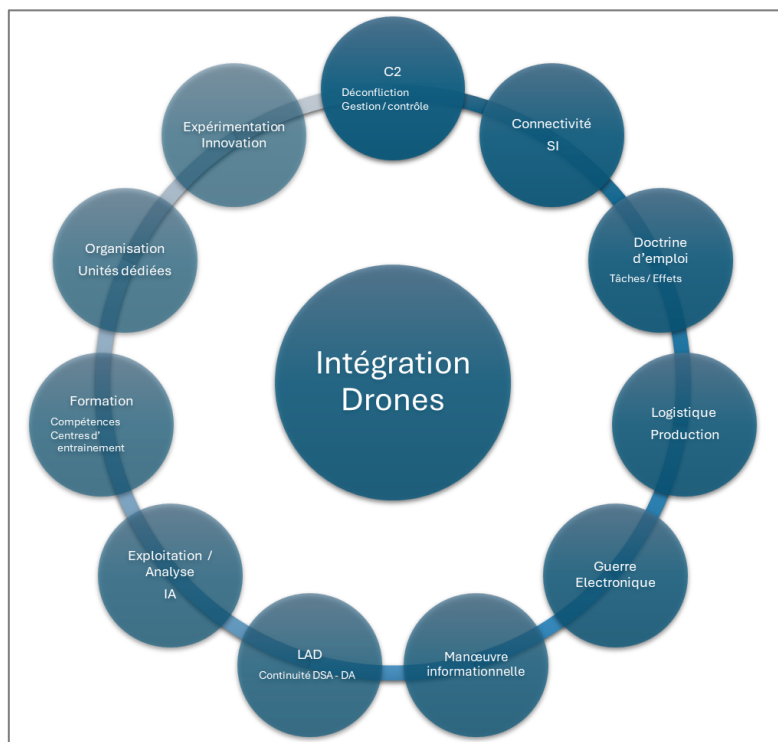 C2
Déconfliction
Gestion / contrôle
Connectivité
SI
Doctrine
d'emploi
Tâches / Effets
Logistique
Production
Guerre
Electronique
Manœuvre
informationnelle
LAD
Continuité DSA - DA
Exploitation /
Analyse
IA
Formation
Compétences
Centres d'
entrainement
Organisation
Unités dédiées
Expérimentation
Innovation
Intégration
Drones